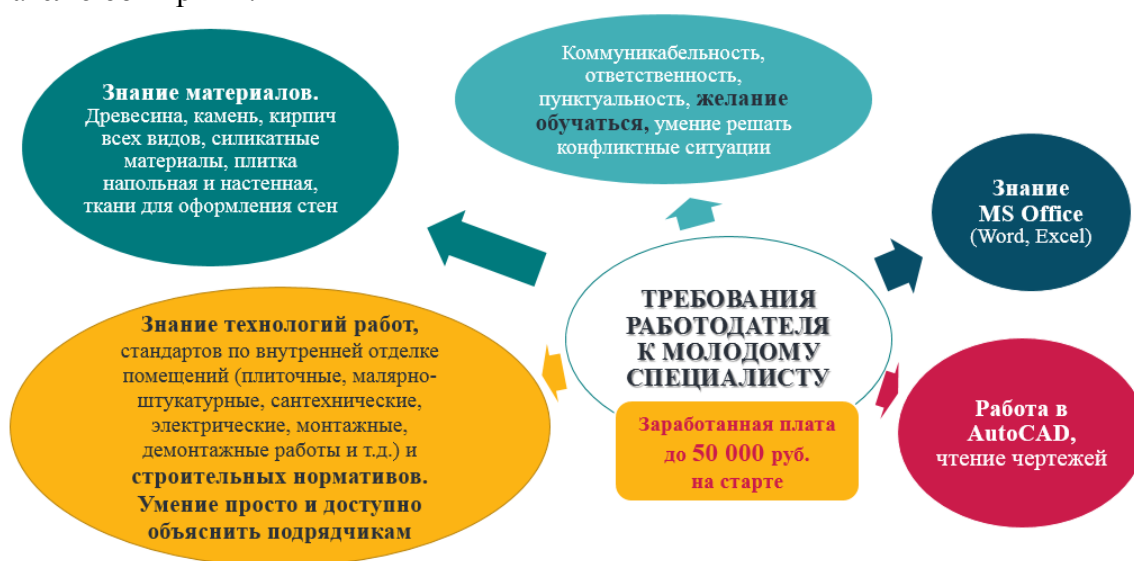 Знание материалов.
Древесина, камень, кирпич
всех видов, силикатные
материалы, плитка
напольная и настенная,
ткани для оформления стен
Коммуникабельность,
ответственность,
пунктуальность, желание
обучаться, умение решать
конфликтные ситуации
Знание
MS Office
(Word, Excel)
ТРЕБОВАНИЯ
РАБОТОДАТЕЛЯ
К МОЛОДОМУ
СПЕЦИАЛИСТУ
Заработанная плата
до 50 000 руб.
на старте
Знание технологий работ,
стандартов по внутренней отделке
помещений (плиточные, малярно-
штукатурные, сантехнические,
электрические, монтажные,
демонтажные работы и т.д.) и
строительных нормативов.
Умение просто и доступно
объяснить подрядчикам
Работа в
AutoCAD,
чтение чертежей